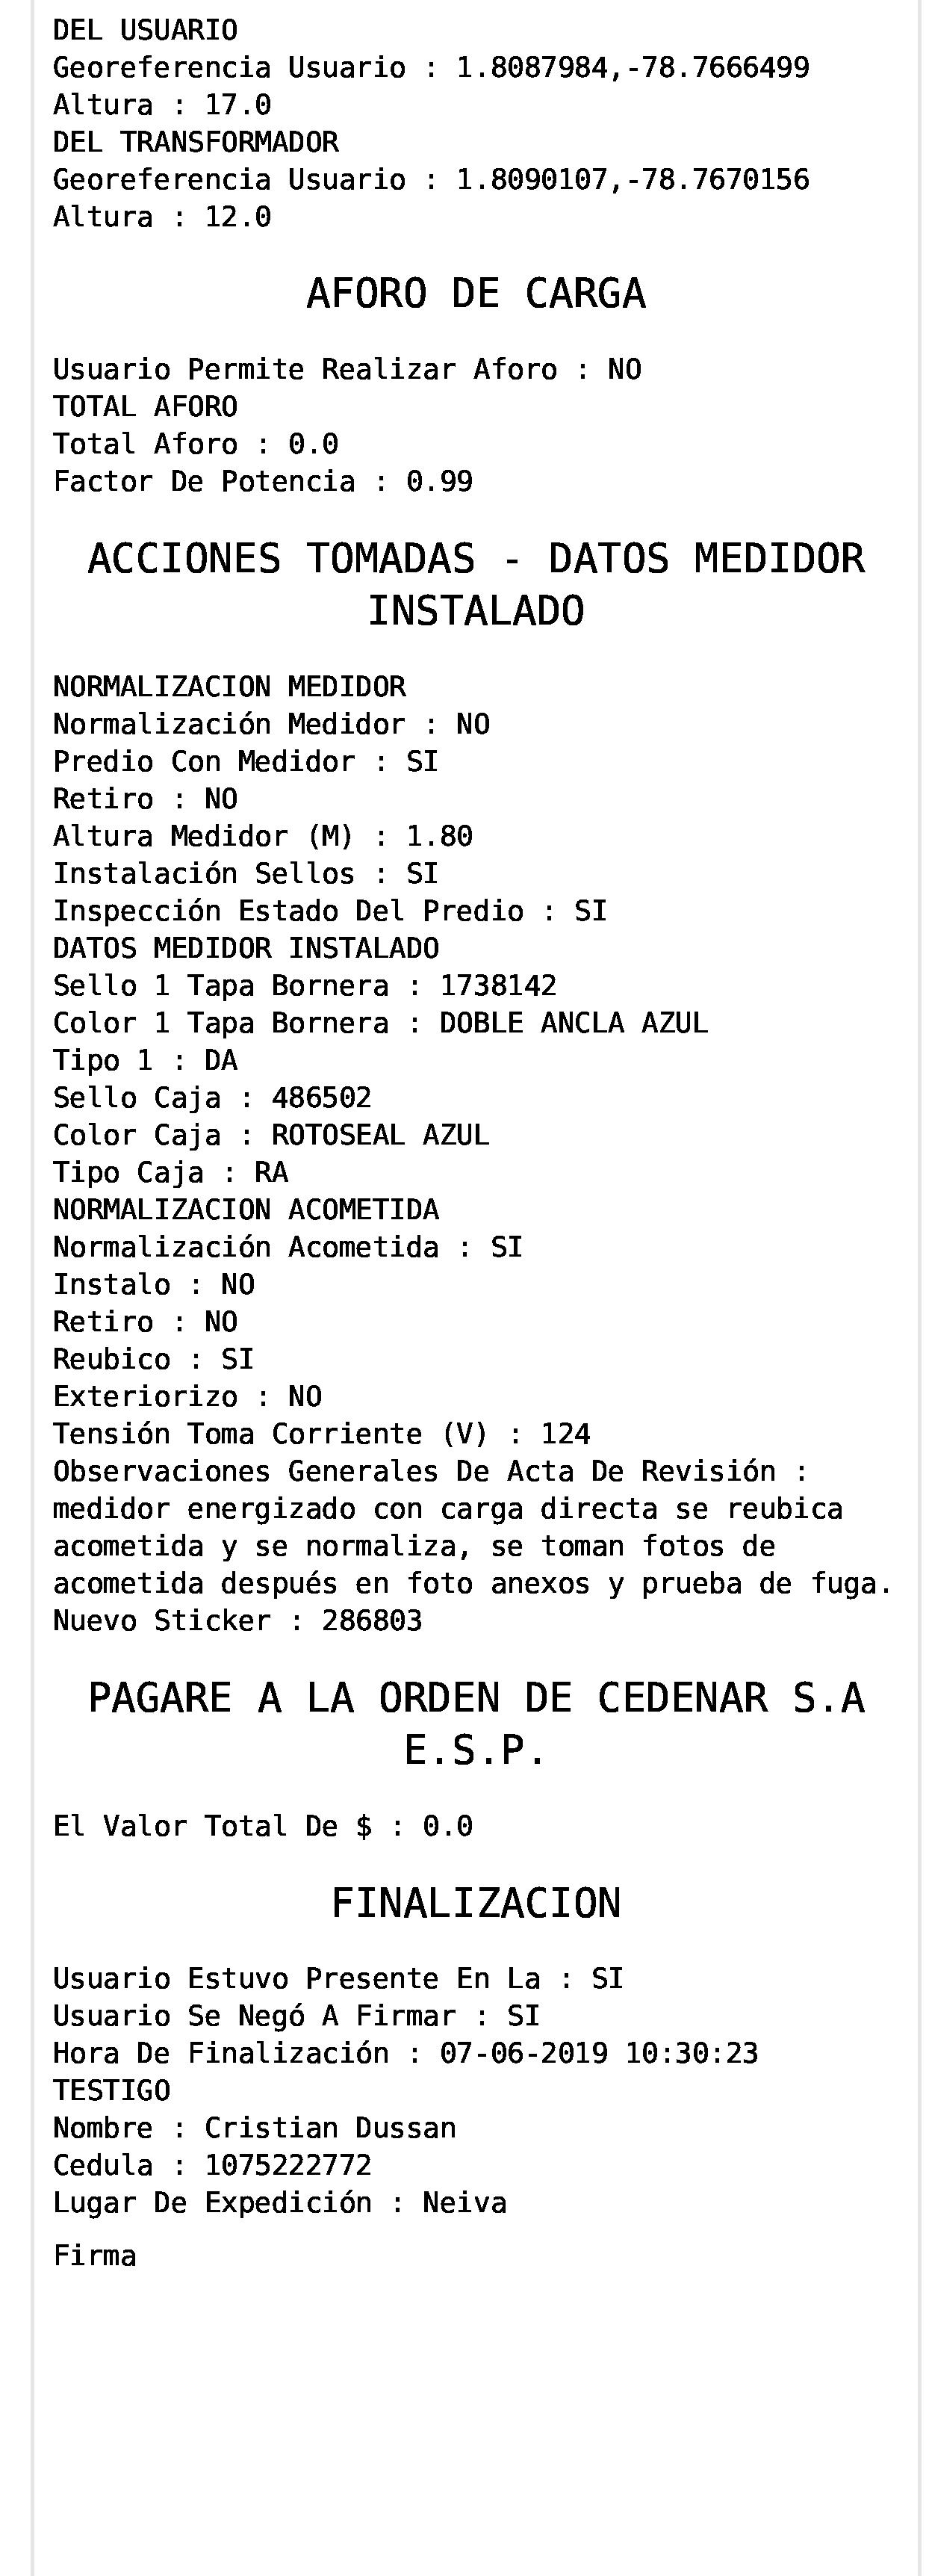 DEL USUARIO
Georeferencia Usuario : 1.8087984,-78.7666499
Altura : 17.0
DEL TRANSFORMADOR
Georeferencia Usuario : 1.8090107,-78.7670156
Altura : 12.0
AFORO DE CARGA
Usuario Permite Realizar Aforo : NO
TOTAL AFORO
Total Aforo : 0.0
Factor De Potencia : 0.99
ACCIONES TOMADAS - DATOS MEDIDOR
INSTALADO
NORMALIZACION MEDIDOR
Normalización Medidor : NO
Predio Con Medidor : SI
Retiro : NO
Altura Medidor (M) : 1.80
Instalación Sellos : SI
Inspección Estado Del Predio : SI
DATOS MEDIDOR INSTALADO
Sello 1 Tapa Bornera : 1738142
Color 1 Tapa Bornera : DOBLE ANCLA AZUL
Tipo 1 : DA
Sello Caja : 486502
Color Caja : ROTOSEAL AZUL
Tipo Caja : RA
NORMALIZACION ACOMETIDA
Normalización Acometida : SI
Instalo : NO
Retiro : NO
Reubico : SI
Exteriorizo : NO
Tensión Toma Corriente (V) : 124
Observaciones Generales De Acta De Revisión :
medidor energizado con carga directa se reubica
acometida y se normaliza, se toman fotos de
acometida después en foto anexos y prueba de fuga.
Nuevo Sticker : 286803
PAGARE A LA ORDEN DE CEDENAR S.A
E.S.P.
El Valor Total De $ : 0.0
FINALIZACION
Usuario Estuvo Presente En La : SI
Usuario Se Negó A Firmar : SI
Hora De Finalización : 07-06-2019 10:30:23
TESTIGO
Nombre : Cristian Dussan
Cedula : 1075222772
Lugar De Expedición : Neiva
Firma